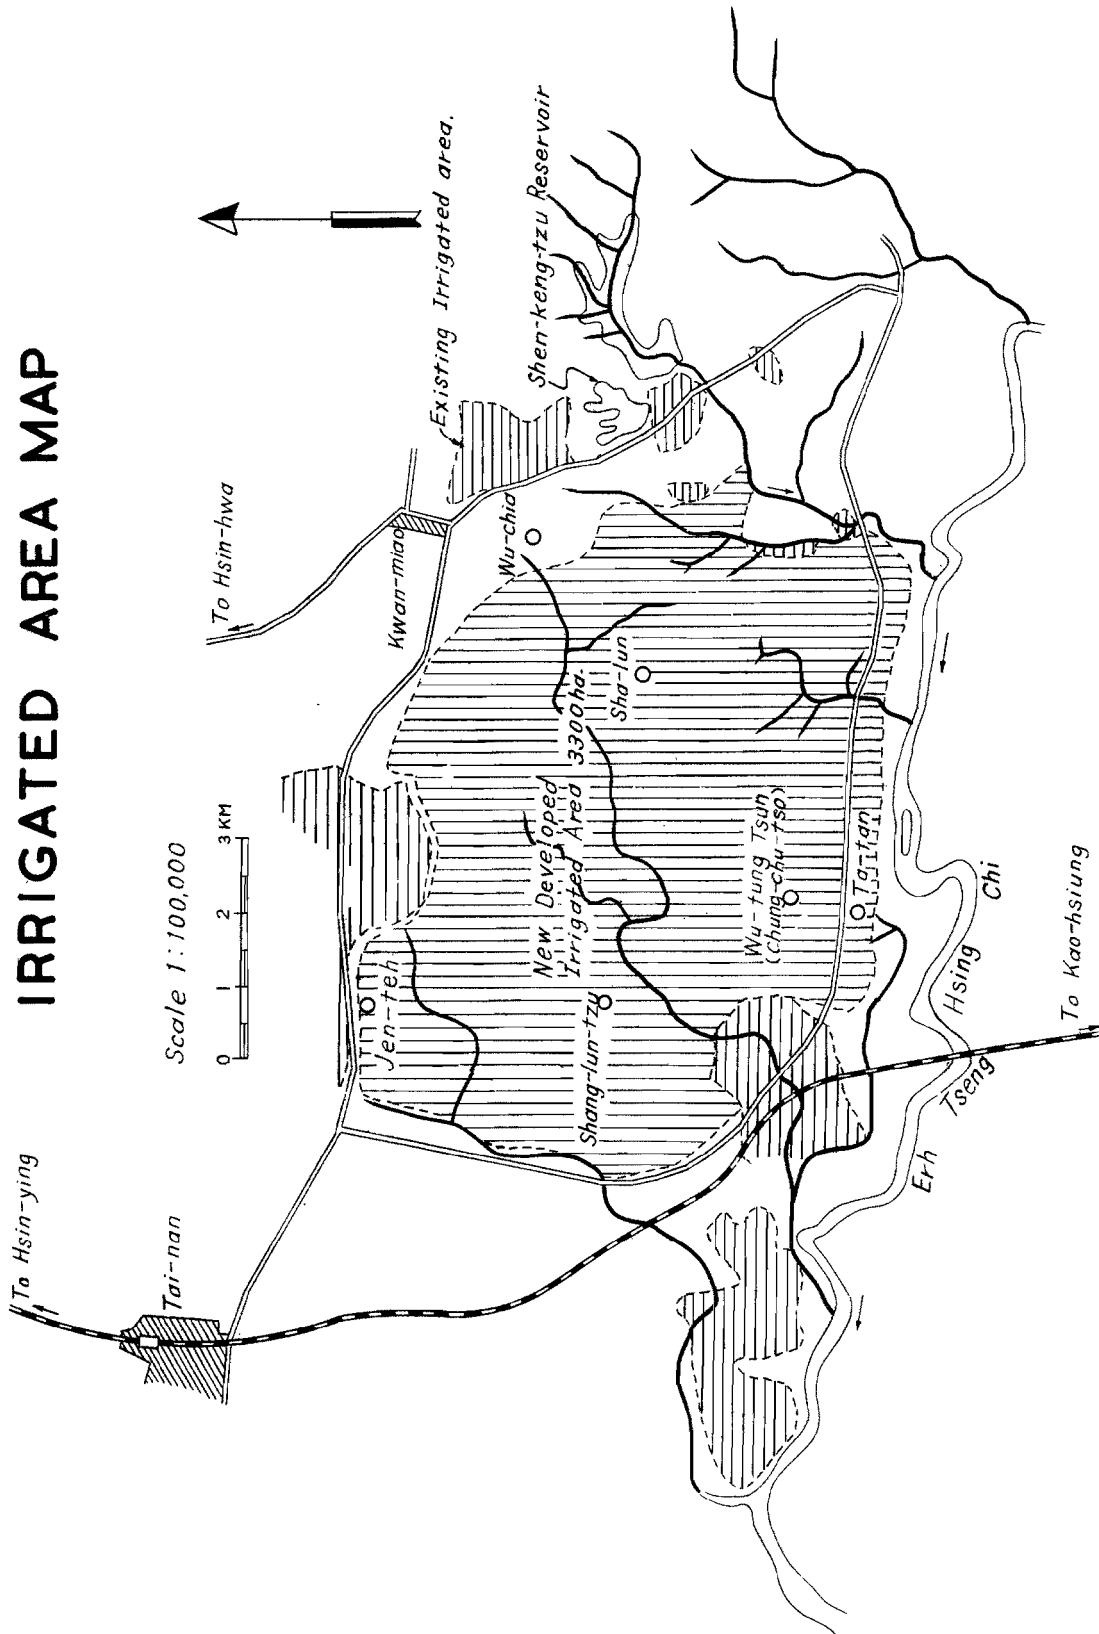 IRRIGATED AREA MAP
Scale 1:100,000
0 1 2 3 KM
To Hsin-ying
Tai-nan
To Hsin-hwa
Kwan-miao
Existing Irrigated area.
Shen-keng-tzu Reservoir
Wu-chia
Jen-teh
New Developed
Irrigated Area 3300 ha.
Sha-lun
Shang-lun-tzu
Wu-tung Tsun
(Chung-chu-tso)
Ta-tan
Erh Tseng Hsing Chi
To Kao-hsiung